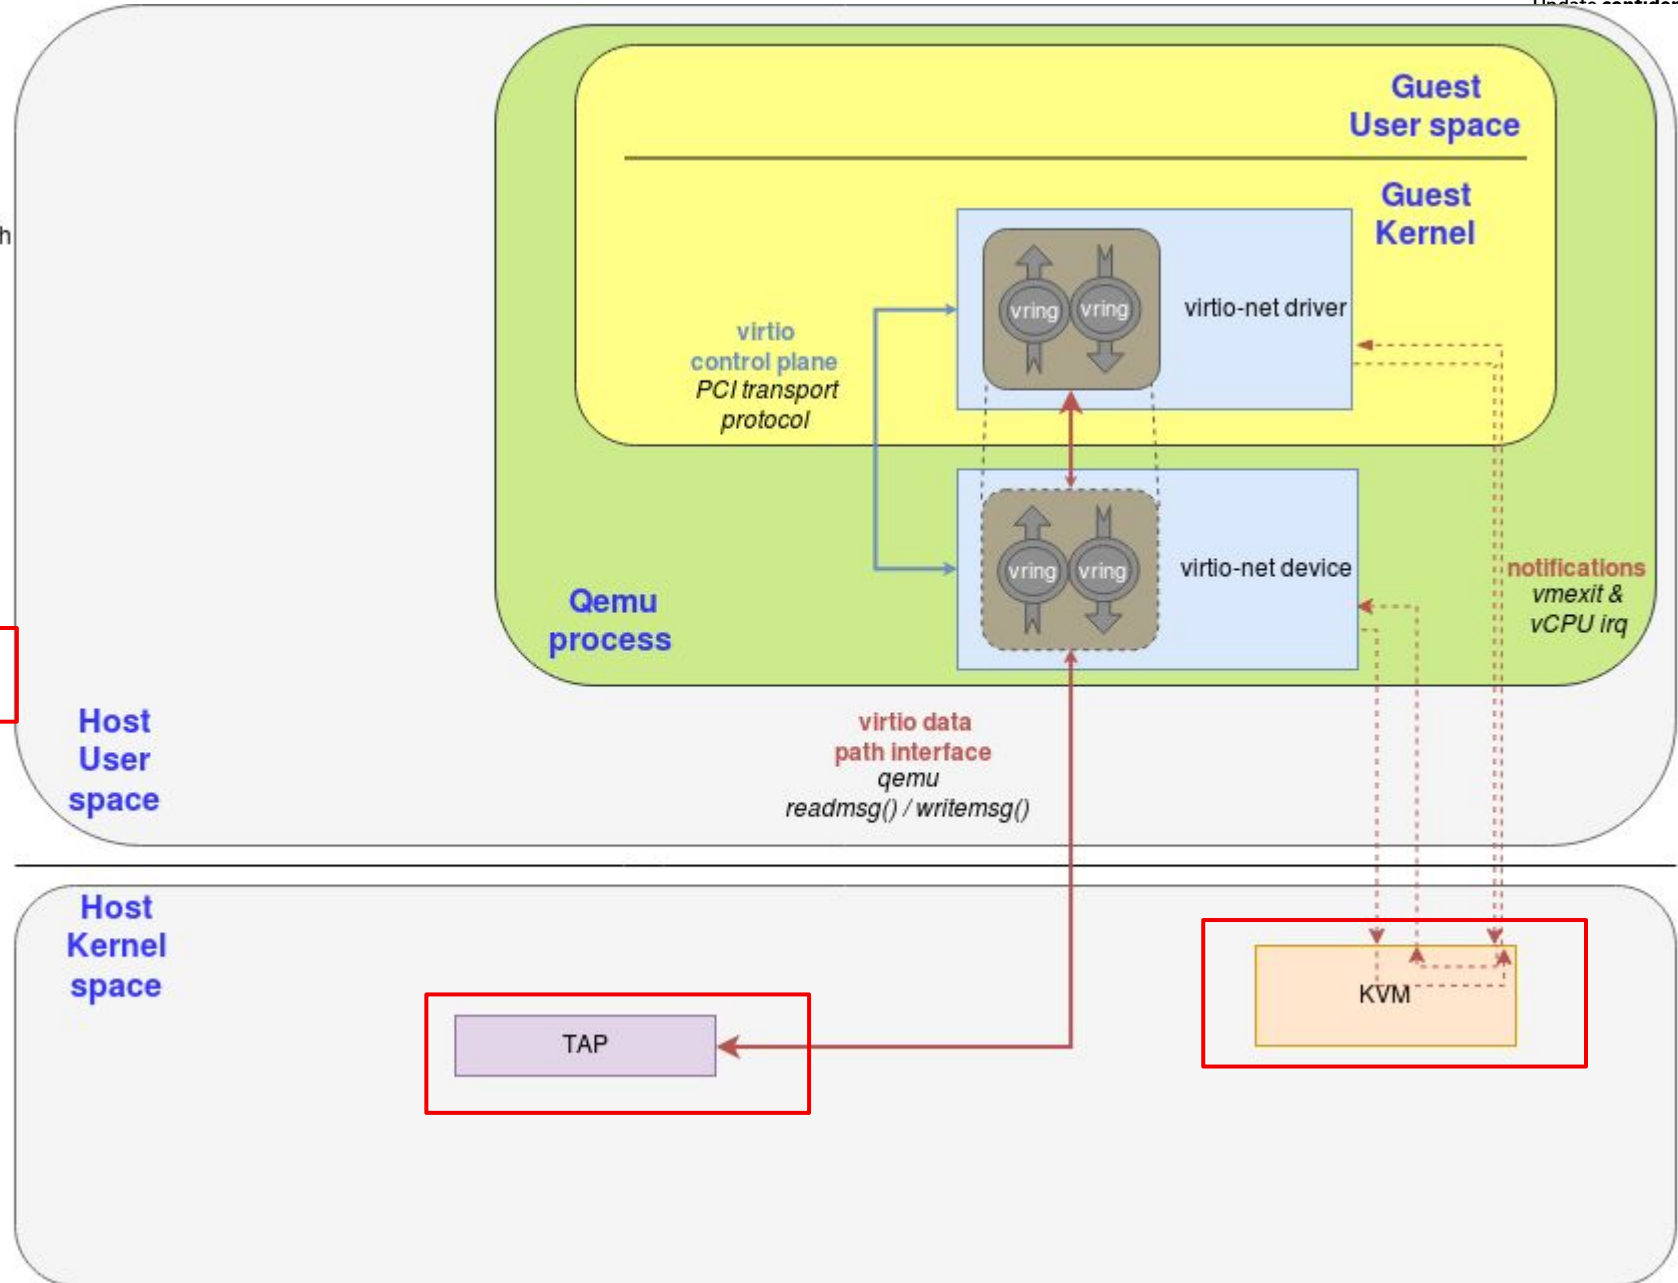 Guest
User space
Guest
Kernel
h
vring
vring
virtio-net driver
virtio
control plane
PCI transport
protocol
vring
vring
virtio-net device
notifications
vmexit &
vCPU irq
Qemu
process
Host
User
space
virtio data
path interface
qemu
readmsg() / writemsg()
Host
Kernel
space
KVM
TAP